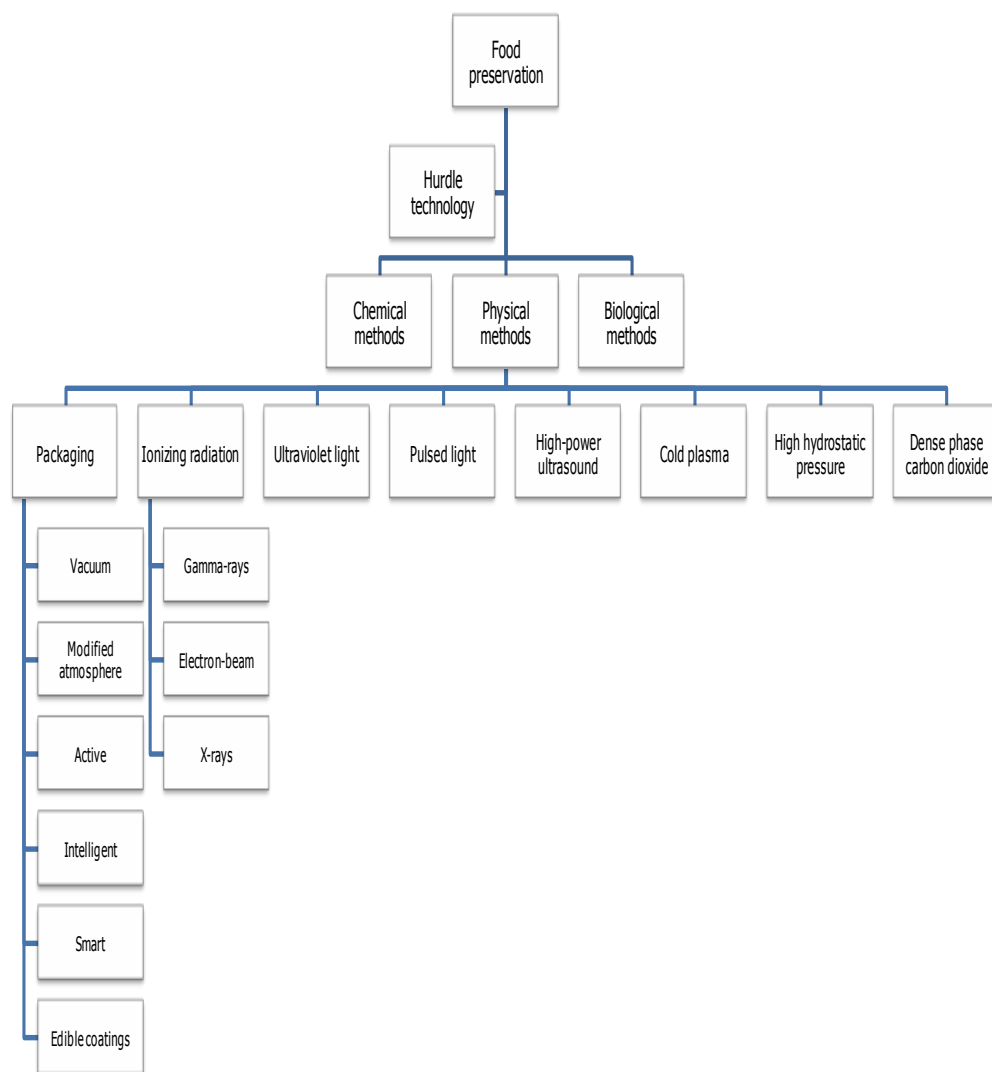 Food
preservation
Hurdle
technology
Chemical
methods
Physical
methods
Biological
methods
Packaging
Ionizing radiation
Ultraviolet light
Pulsed light
High-power
ultrasound
Cold plasma
High hydrostatic
pressure
Dense phase
carbon dioxide
Vacuum
Modified
atmosphere
Active
Intelligent
Smart
Edible coatings
Gamma-rays
Electron-beam
X-rays